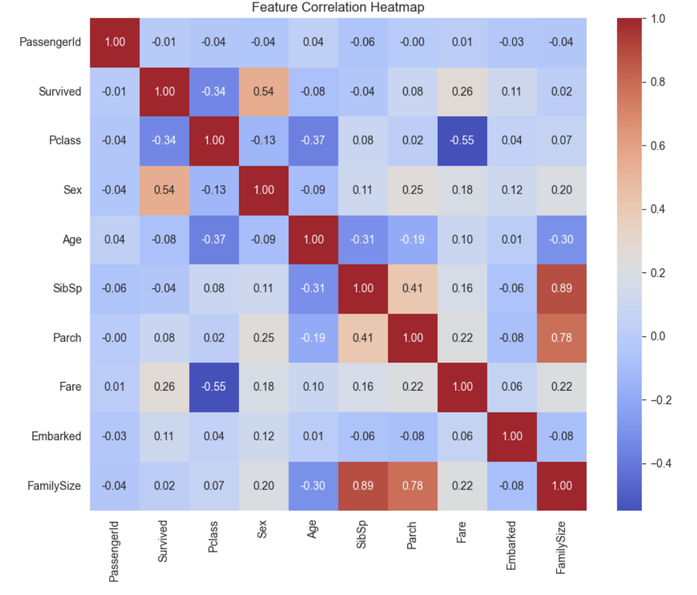 Feature Correlation Heatmap
PassengerId 1.00 -0.01 -0.04 -0.04 0.04 -0.06 -0.00 0.01 -0.03 -0.04
Survived -0.01 1.00 -0.34 0.54 -0.08 -0.04 0.08 0.26 0.11 0.02
Pclass -0.04 -0.34 1.00 -0.13 -0.37 0.08 0.02 -0.55 0.04 0.07
Sex -0.04 0.54 -0.13 1.00 -0.09 0.11 0.25 0.18 0.12 0.20
Age 0.04 -0.08 -0.37 -0.09 1.00 -0.31 -0.19 0.10 0.01 -0.30
SibSp -0.06 -0.04 0.08 0.11 -0.31 1.00 0.41 0.16 -0.06 0.89
Parch -0.00 0.08 0.02 0.25 -0.19 0.41 1.00 0.22 -0.08 0.78
Fare 0.01 0.26 -0.55 0.18 0.10 0.16 0.22 1.00 0.06 0.22
Embarked -0.03 0.11 0.04 0.12 0.01 -0.06 -0.08 0.06 1.00 -0.08
FamilySize -0.04 0.02 0.07 0.20 -0.30 0.89 0.78 0.22 -0.08 1.00
PassengerId
Survived
Pclass
Sex
Age
SibSp
Parch
Fare
Embarked
FamilySize
1.0
0.8
0.6
0.4
0.2
0.0
−0.2
−0.4